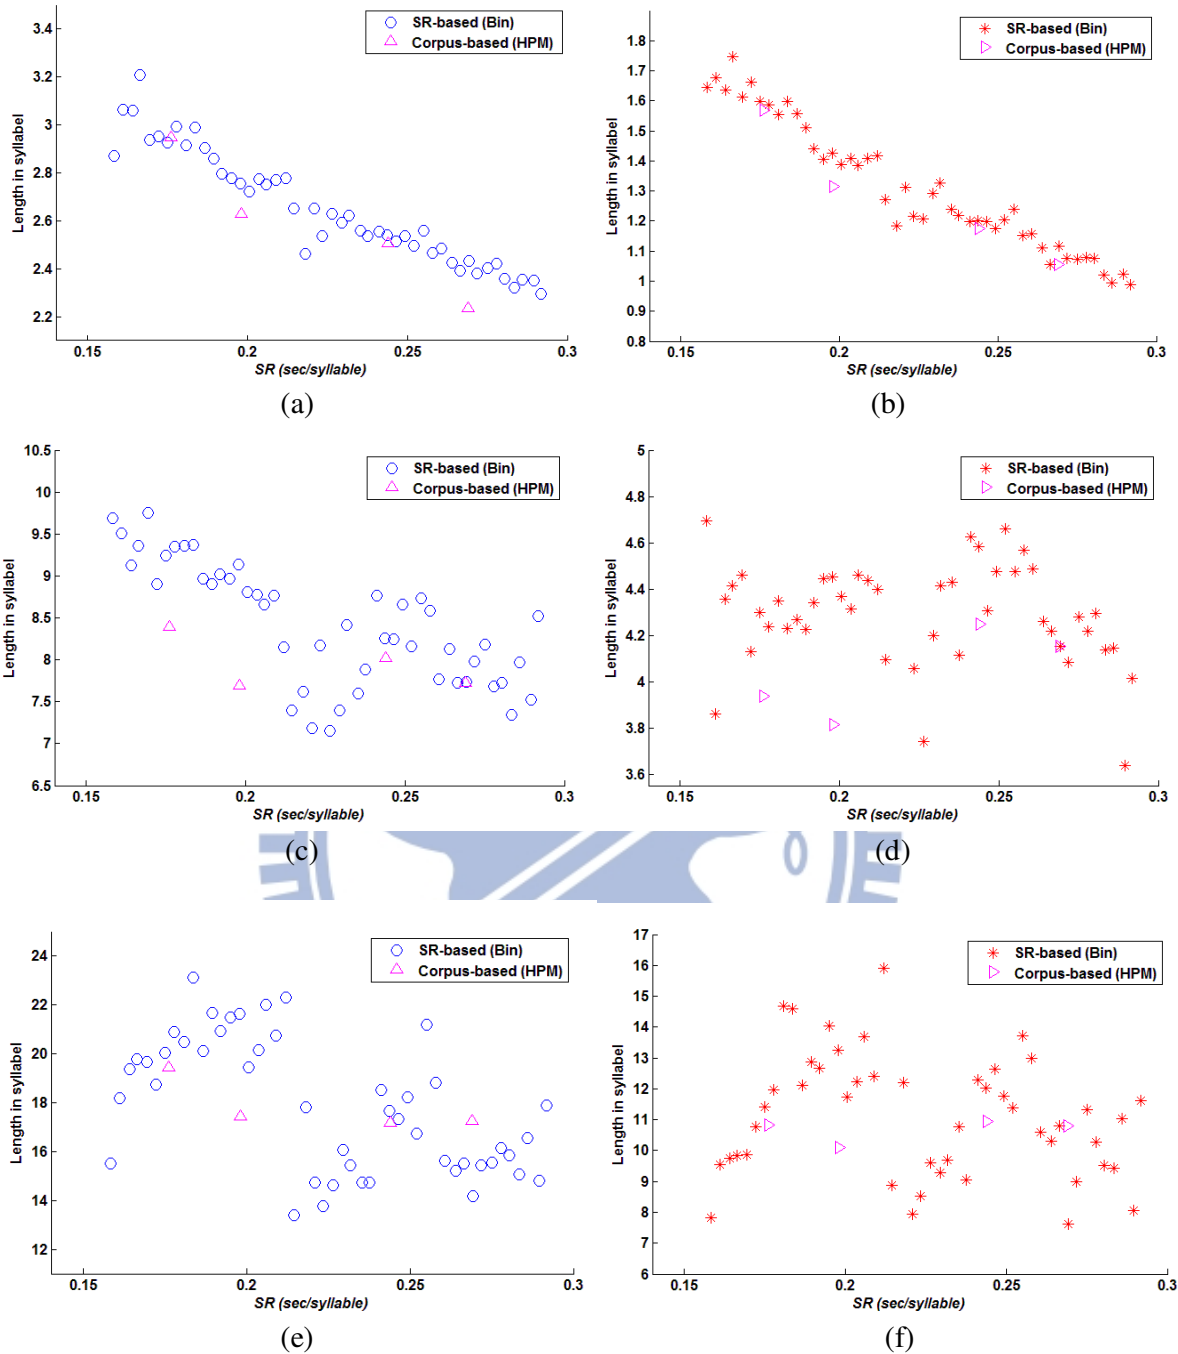 3.4
3.2
3
2.8
2.6
2.4
2.2
0.15
0.2
0.25
0.3
Length in syllabel
SR (sec/syllable)
SR-based (Bin)
Corpus-based (HPM)
(a)
1.8
1.7
1.6
1.5
1.4
1.3
1.2
1.1
1
0.9
0.8
0.15
0.2
0.25
0.3
Length in syllabel
SR (sec/syllable)
SR-based (Bin)
Corpus-based (HPM)
(b)
10.5
10
9.5
9
8.5
8
7.5
7
6.5
0.15
0.2
0.25
0.3
Length in syllabel
SR (sec/syllable)
SR-based (Bin)
Corpus-based (HPM)
(c)
5
4.8
4.6
4.4
4.2
4
3.8
3.6
0.15
0.2
0.25
0.3
Length in syllabel
SR (sec/syllable)
SR-based (Bin)
Corpus-based (HPM)
(d)
24
22
20
18
16
14
12
0.15
0.2
0.25
0.3
Length in syllabel
SR (sec/syllable)
SR-based (Bin)
Corpus-based (HPM)
(e)
17
16
15
14
13
12
11
10
9
8
7
6
0.15
0.2
0.25
0.3
Length in syllabel
SR (sec/syllable)
SR-based (Bin)
Corpus-based (HPM)
(f)